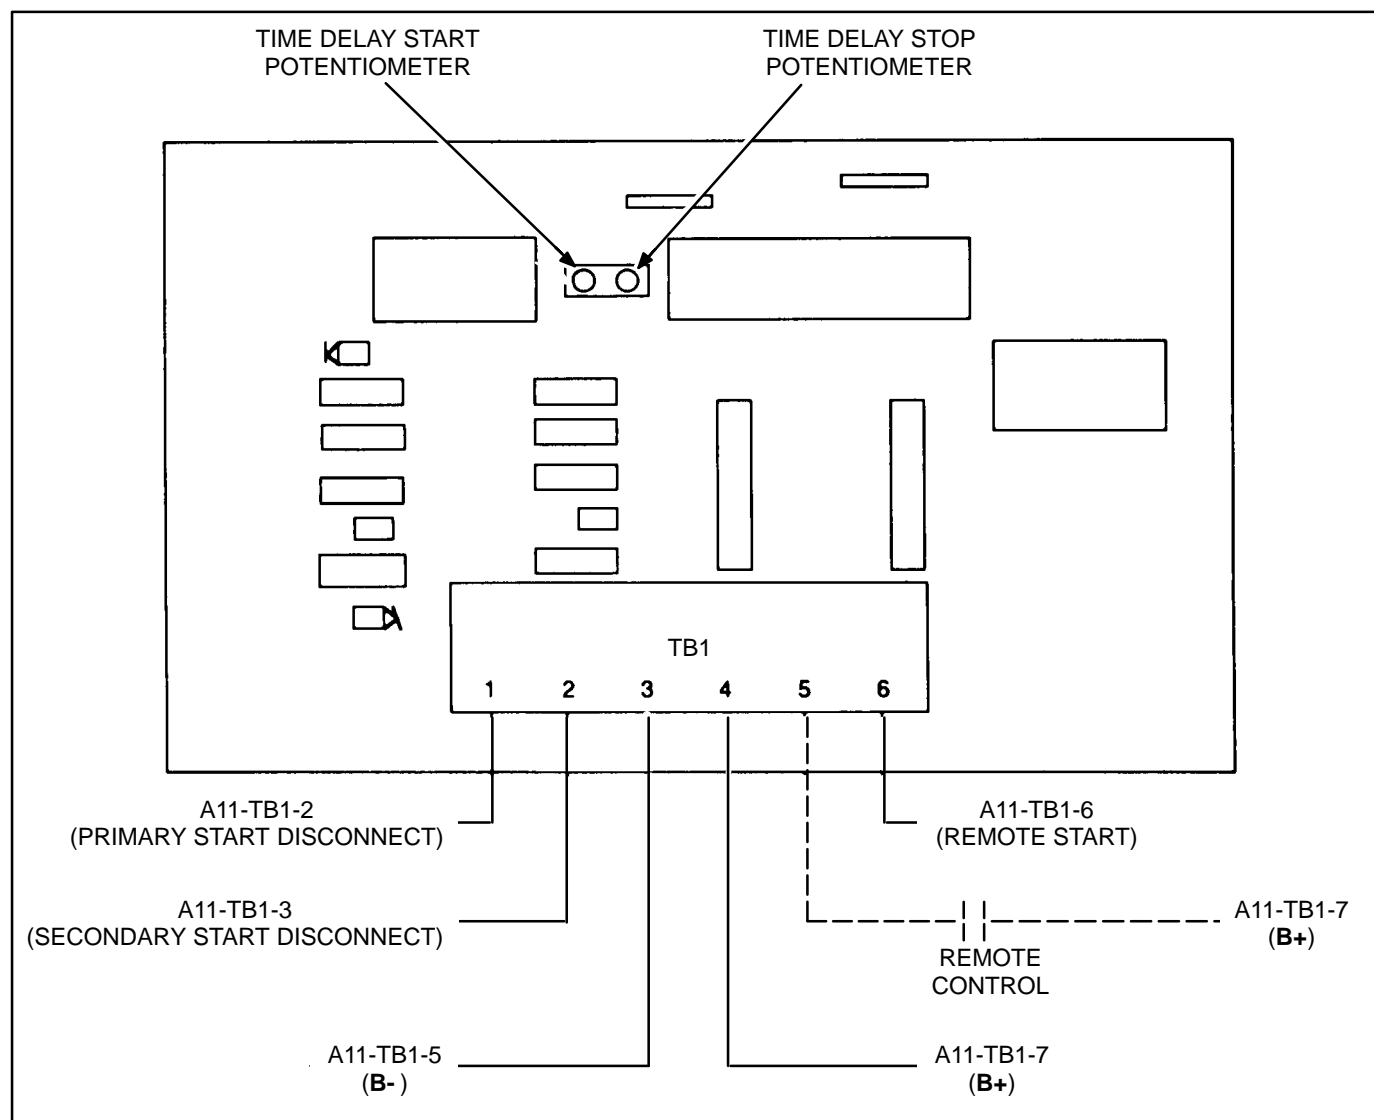 TIME DELAY START
POTENTIOMETER
TIME DELAY STOP
POTENTIOMETER
TB1
1 2 3 4 5 6
A11-TB1-2
(PRIMARY START DISCONNECT)
A11-TB1-6
(REMOTE START)
A11-TB1-3
(SECONDARY START DISCONNECT)
A11-TB1-7
(B+)
REMOTE
CONTROL
A11-TB1-5
(B- )
A11-TB1-7
(B+)